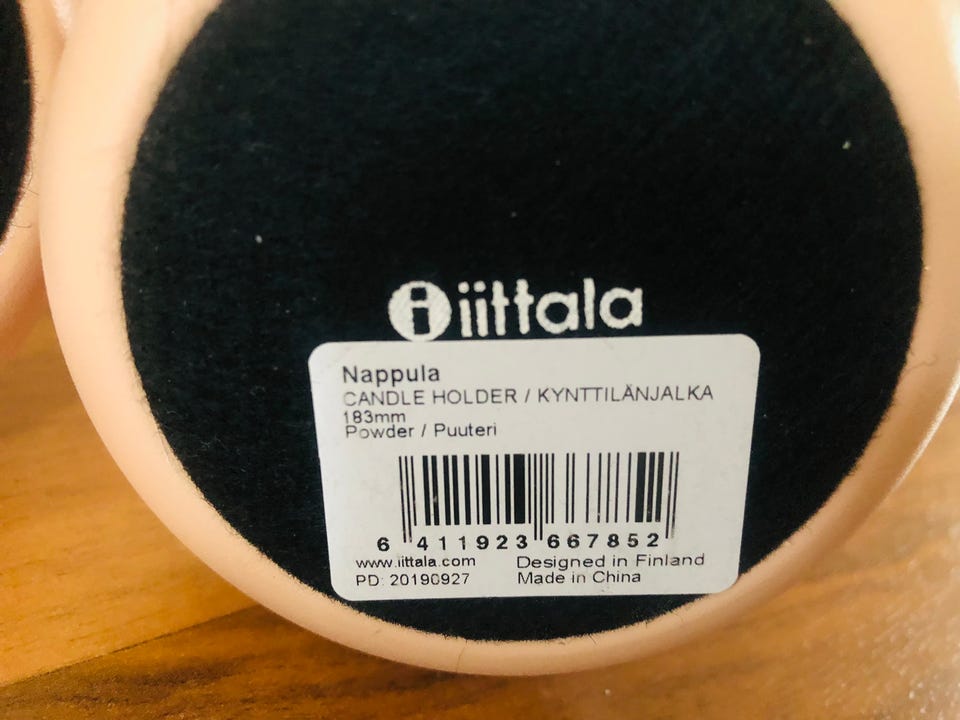 iittala
Nappula
CANDLE HOLDER / KYNTTILÄNJALKA
183mm
Powder / Puuteri
6 411923 667852
www.iittala.com
PD: 20190927
Designed in Finland
Made in China